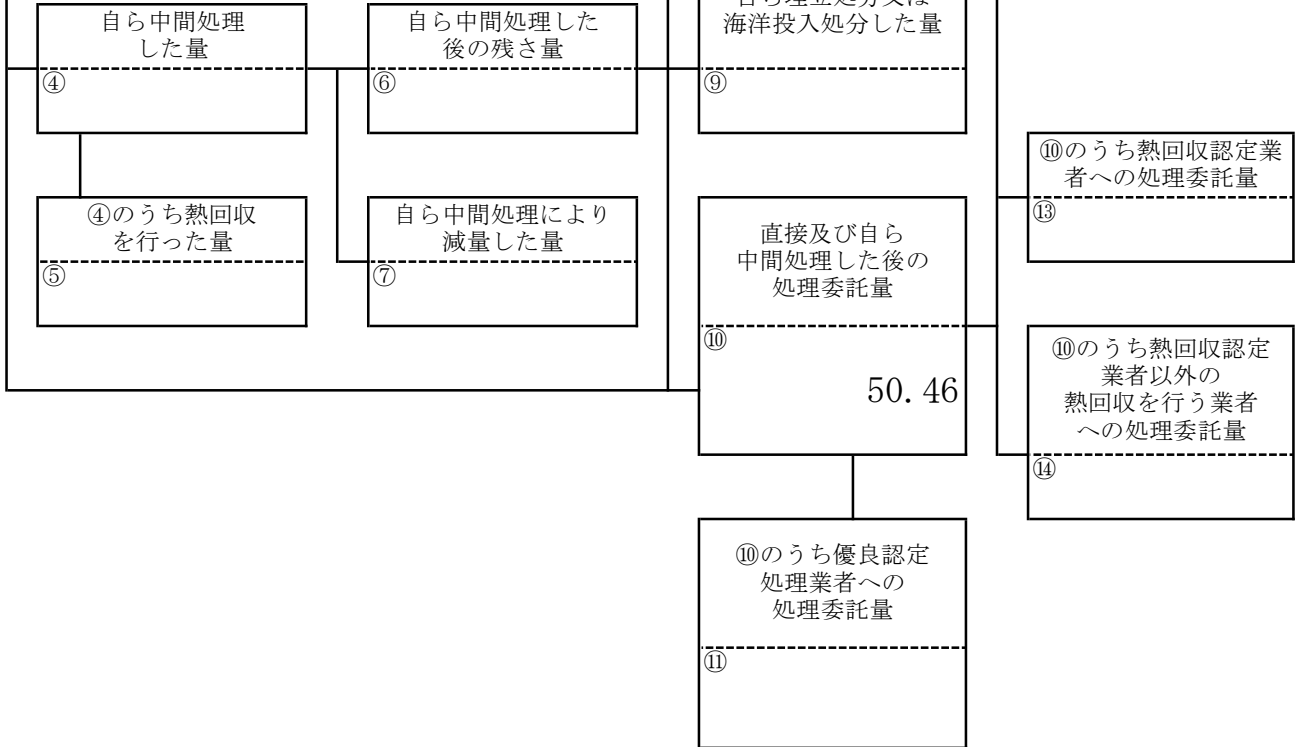 自ら中間処理
した量
④
自ら中間処理した
後の残さ量
⑥
海洋投入処分した量
⑨
④のうち熱回収
を行った量
⑤
自ら中間処理により
減量した量
⑦
直接及び自ら
中間処理した後の
処理委託量
⑩
50.46
⑩のうち熱回収認定業
者への処理委託量
⑬
⑩のうち熱回収認定
業者以外の
熱回収を行う業者
への処理委託量
⑭
⑩のうち優良認定
処理業者への
処理委託量
⑪